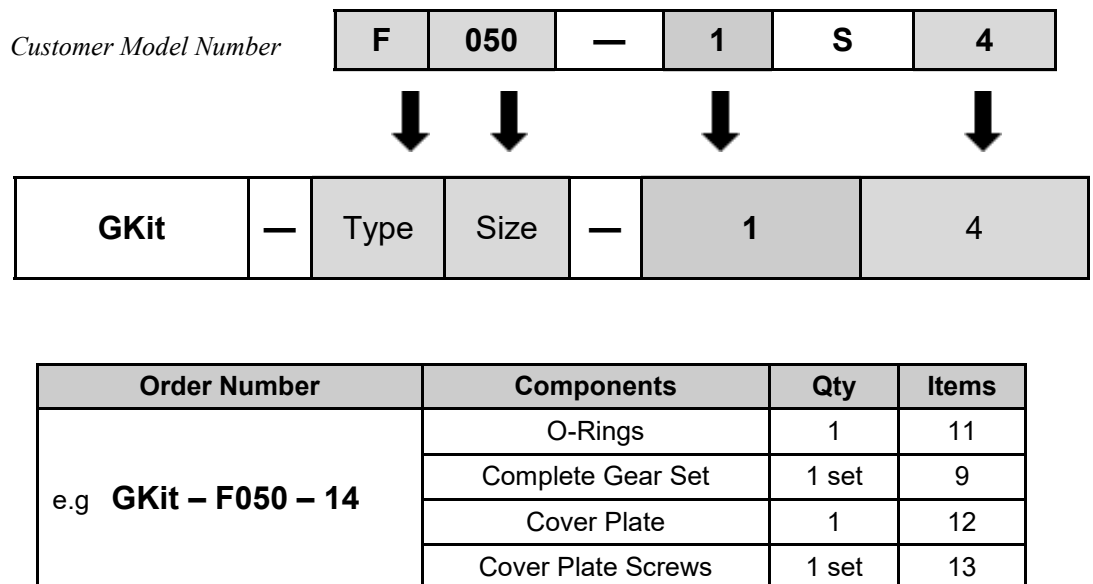 Customer Model Number F 050 — 1 S 4
GKit — Type Size — 1 4
Order Number Components Qty Items
O-Rings 1 11
Complete Gear Set 1 set 9
e.g GKit – F050 – 14
Cover Plate 1 12
Cover Plate Screws 1 set 13